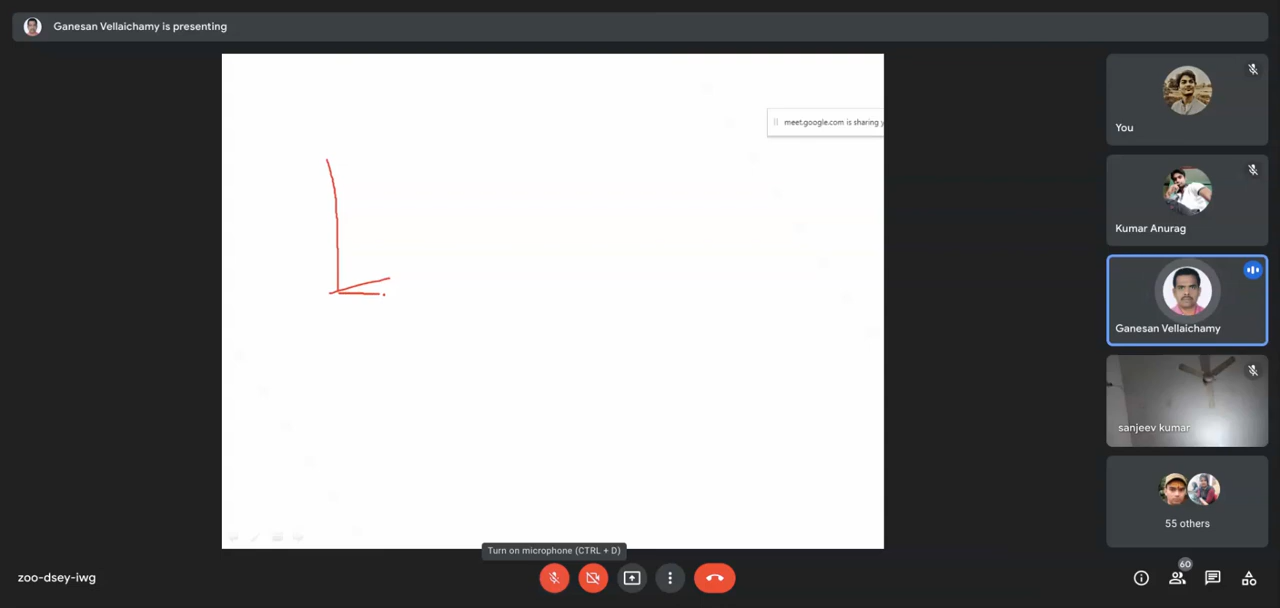 Ganesan Vellaichamy is presenting
meet.google.com is sharing y
You
Kumar Anurag
Ganesan Vellaichamy
sanjeev kumar
55 others
Turn on microphone (CTRL + D)
zoo-dsey-iwg
60